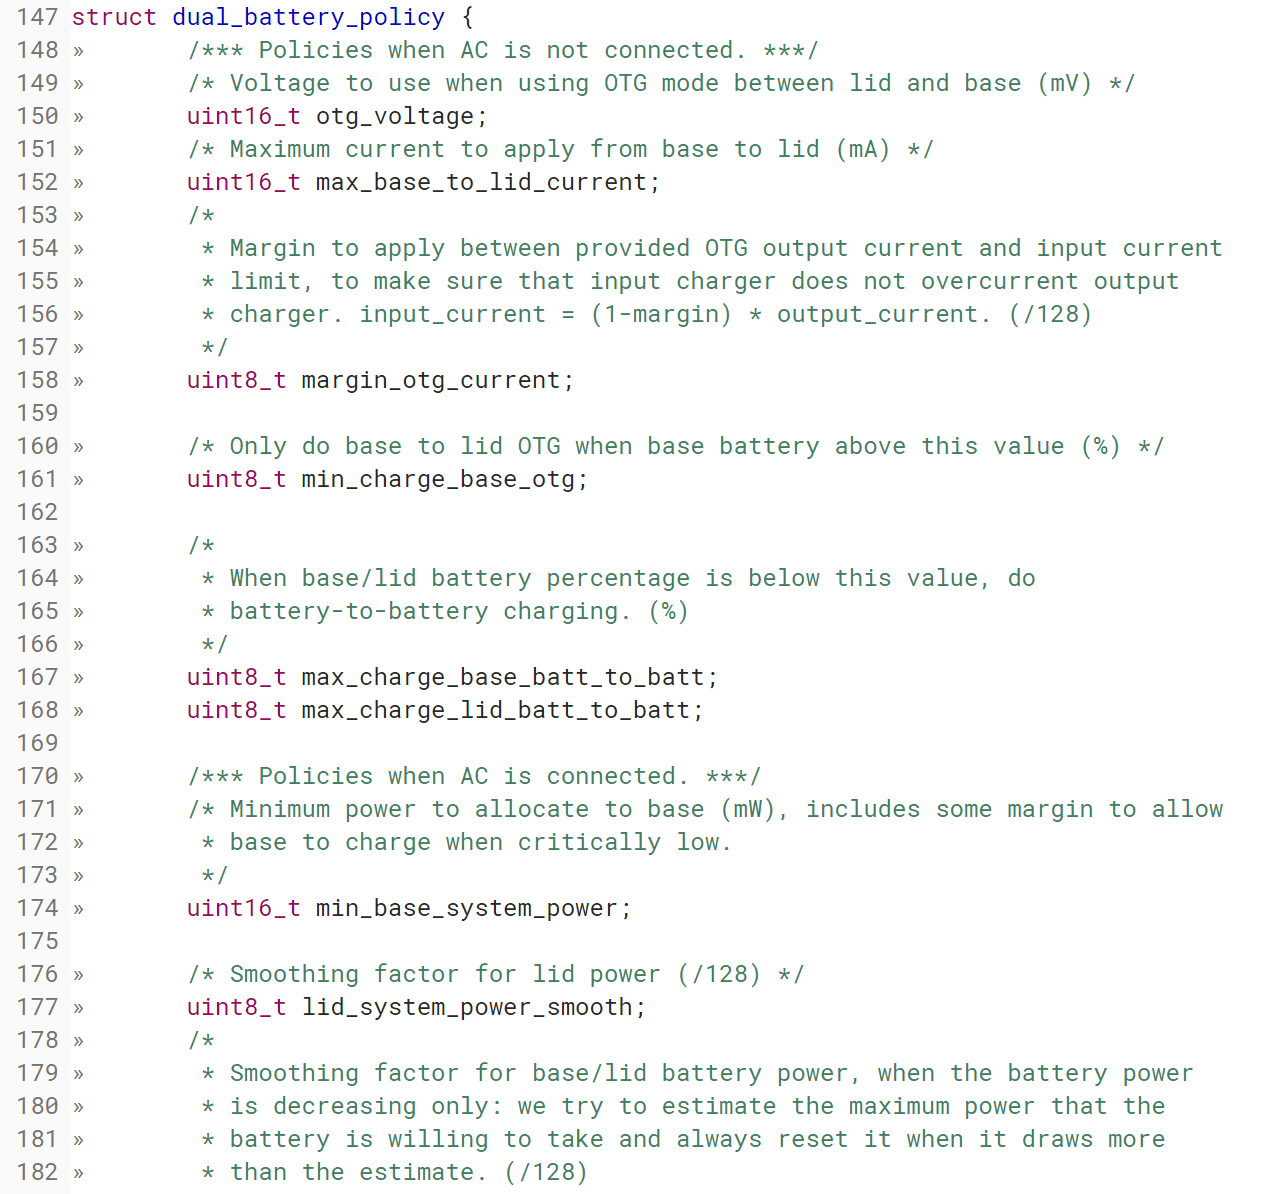 147 struct dual_battery_policy {
148 »       /*** Policies when AC is not connected. ***/
149 »       /* Voltage to use when using OTG mode between lid and base (mV) */
150 »       uint16_t otg_voltage;
151 »       /* Maximum current to apply from base to lid (mA) */
152 »       uint16_t max_base_to_lid_current;
153 »       /*
154 »        * Margin to apply between provided OTG output current and input current
155 »        * limit, to make sure that input charger does not overcurrent output
156 »        * charger. input_current = (1-margin) * output_current. (/128)
157 »        */
158 »       uint8_t margin_otg_current;
159
160 »       /* Only do base to lid OTG when base battery above this value (%) */
161 »       uint8_t min_charge_base_otg;
162
163 »       /*
164 »        * When base/lid battery percentage is below this value, do
165 »        * battery-to-battery charging. (%)
166 »        */
167 »       uint8_t max_charge_base_batt_to_batt;
168 »       uint8_t max_charge_lid_batt_to_batt;
169
170 »       /*** Policies when AC is connected. ***/
171 »       /* Minimum power to allocate to base (mW), includes some margin to allow
172 »        * base to charge when critically low.
173 »        */
174 »       uint16_t min_base_system_power;
175
176 »       /* Smoothing factor for lid power (/128) */
177 »       uint8_t lid_system_power_smooth;
178 »       /*
179 »        * Smoothing factor for base/lid battery power, when the battery power
180 »        * is decreasing only: we try to estimate the maximum power that the
181 »        * battery is willing to take and always reset it when it draws more
182 »        * than the estimate. (/128)